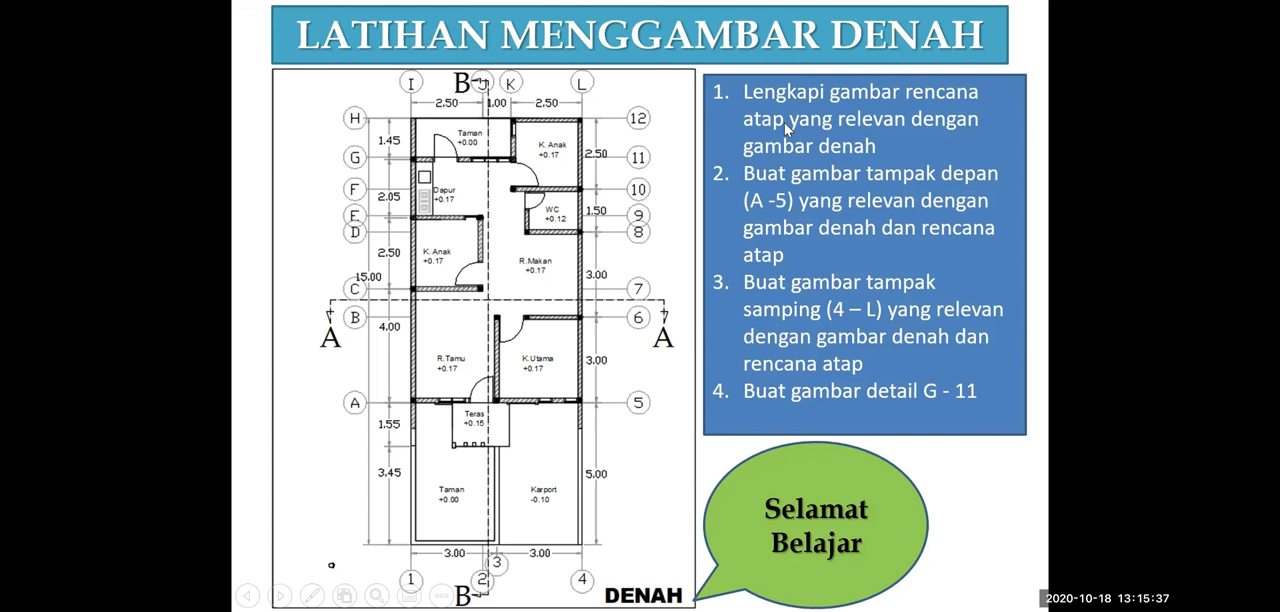 LATIHAN MENGGAMBAR DENAH
I B J K L
2.50 1.00 2.50
H 12
Taman
+0.00
1.45
K. Anak
+0.17
2.50
G 11
F 10
Dapur
+0.17
2.05
WC
+0.12
1.50
E 9
D 8
K. Anak
+0.17
2.50
R.Makan
+0.17
3.00
15.00
C 7
B 6
A A
4.00
R.Tamu
+0.17
K.Utama
+0.17
3.00
A 5
Teras
+0.15
1.55
3.45
5.00
Taman
+0.00
Karport
-0.10
3.00 3.00
1 2 3 4
B
DENAH
1. Lengkapi gambar rencana
atap yang relevan dengan
gambar denah
2. Buat gambar tampak depan
(A -5) yang relevan dengan
gambar denah dan rencana
atap
3. Buat gambar tampak
samping (4 – L) yang relevan
dengan gambar denah dan
rencana atap
4. Buat gambar detail G - 11
Selamat
Belajar
2020-10-18 13:15:37